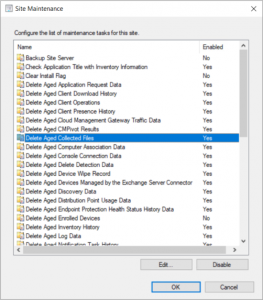 Site Maintenance
Configure the list of maintenance tasks for this site.
Name Enabled
Backup Site Server No
Check Application Title with Inventory Information Yes
Clear Install Flag No
Delete Aged Application Request Data Yes
Delete Aged Client Download History Yes
Delete Aged Client Operations Yes
Delete Aged Client Presence History Yes
Delete Aged Cloud Management Gateway Traffic Data Yes
Delete Aged CMPivot Results Yes
Delete Aged Collected Files Yes
Delete Aged Computer Association Data Yes
Delete Aged Console Connection Data Yes
Delete Aged Delete Detection Data Yes
Delete Aged Device Wipe Record Yes
Delete Aged Devices Managed by the Exchange Server Connector Yes
Delete Aged Discovery Data Yes
Delete Aged Distribution Point Usage Data Yes
Delete Aged Endpoint Protection Health Status History Data Yes
Delete Aged Enrolled Devices No
Delete Aged Inventory History Yes
Delete Aged Log Data Yes
Delete Aged Notification Task History Yes
Edit... Disable
OK Cancel